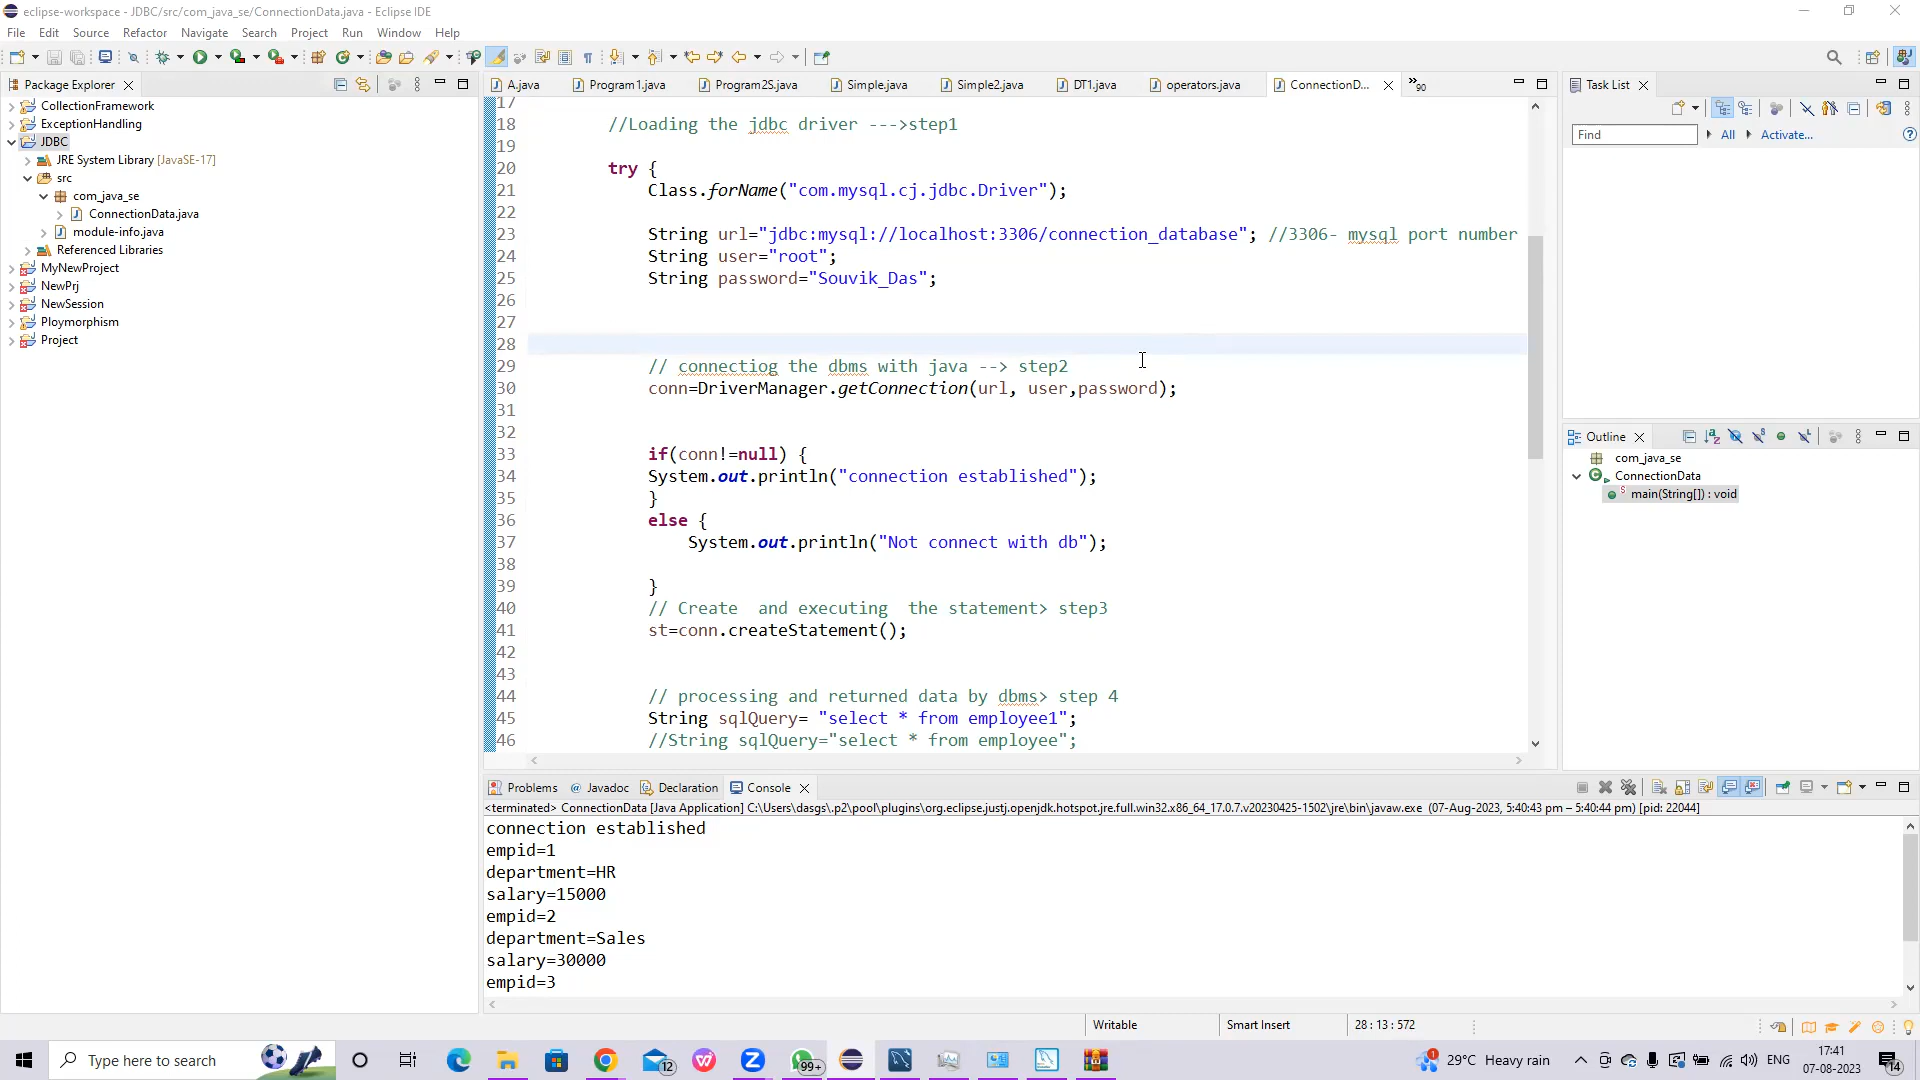 eclipse-workspace - JDBC/src/com_java_se/ConnectionData.java - Eclipse IDE
File Edit Source Refactor Navigate Search Project Run Window Help
Package Explorer
CollectionFramework
ExceptionHandling
JDBC
JRE System Library [JavaSE-17]
src
com_java_se
ConnectionData.java
module-info.java
Referenced Libraries
MyNewProject
NewPrj
NewSession
Ploymorphism
Project
A.java Program1.java Program2S.java Simple.java Simple2.java DT1.java operators.java ConnectionD... »90
17
18 //Loading the jdbc driver --->step1
19
20 try {
21 Class.forName("com.mysql.cj.jdbc.Driver");
22
23 String url="jdbc:mysql://localhost:3306/connection_database"; //3306- mysql port number
24 String user="root";
25 String password="Souvik_Das";
26
27
28
29 // connectiog the dbms with java --> step2
30 conn=DriverManager.getConnection(url, user,password);
31
32
33 if(conn!=null) {
34 System.out.println("connection established");
35 }
36 else {
37 System.out.println("Not connect with db");
38
39 }
40 // Create  and executing  the statement> step3
41 st=conn.createStatement();
42
43
44 // processing and returned data by dbms> step 4
45 String sqlQuery= "select * from employee1";
46 //String sqlQuery="select * from employee";
Task List
Find All Activate...
Outline
com_java_se
ConnectionData
main(String[]) : void
Problems @ Javadoc Declaration Console
<terminated> ConnectionData [Java Application] C:\Users\dasgs\.p2\pool\plugins\org.eclipse.justj.openjdk.hotspot.jre.full.win32.x86_64_17.0.7.v20230425-1502\jre\bin\javaw.exe (07-Aug-2023, 5:40:43 pm – 5:40:44 pm) [pid: 22044]
connection established
empid=1
department=HR
salary=15000
empid=2
department=Sales
salary=30000
empid=3
Writable Smart Insert 28 : 13 : 572
Type here to search
12
99+
1
29°C Heavy rain
ENG
17:41
07-08-2023
14